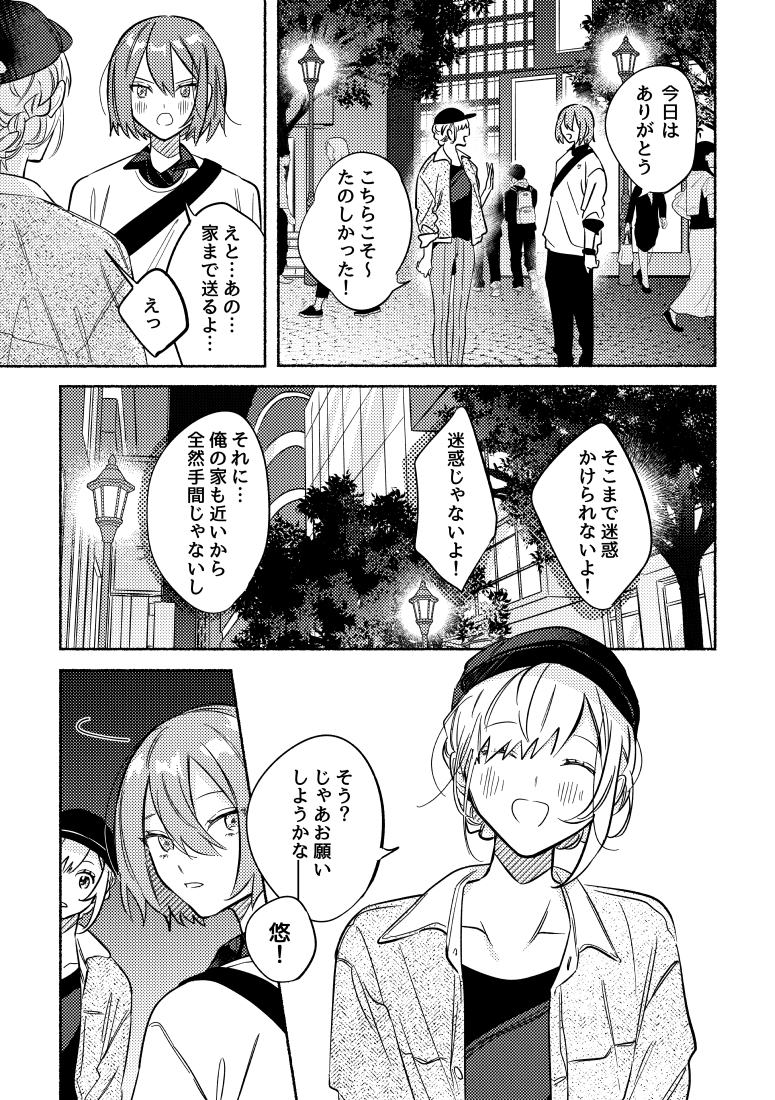 今日は
ありがとう
こちらこそ〜
たのしかった！
えと…あの…
家まで送るよ…
えっ
そこまで迷惑
かけられないよ！
迷惑じゃないよ！
それに…
俺の家も近いから
全然手間じゃないし
そう？
じゃあお願い
しようかな
悠！